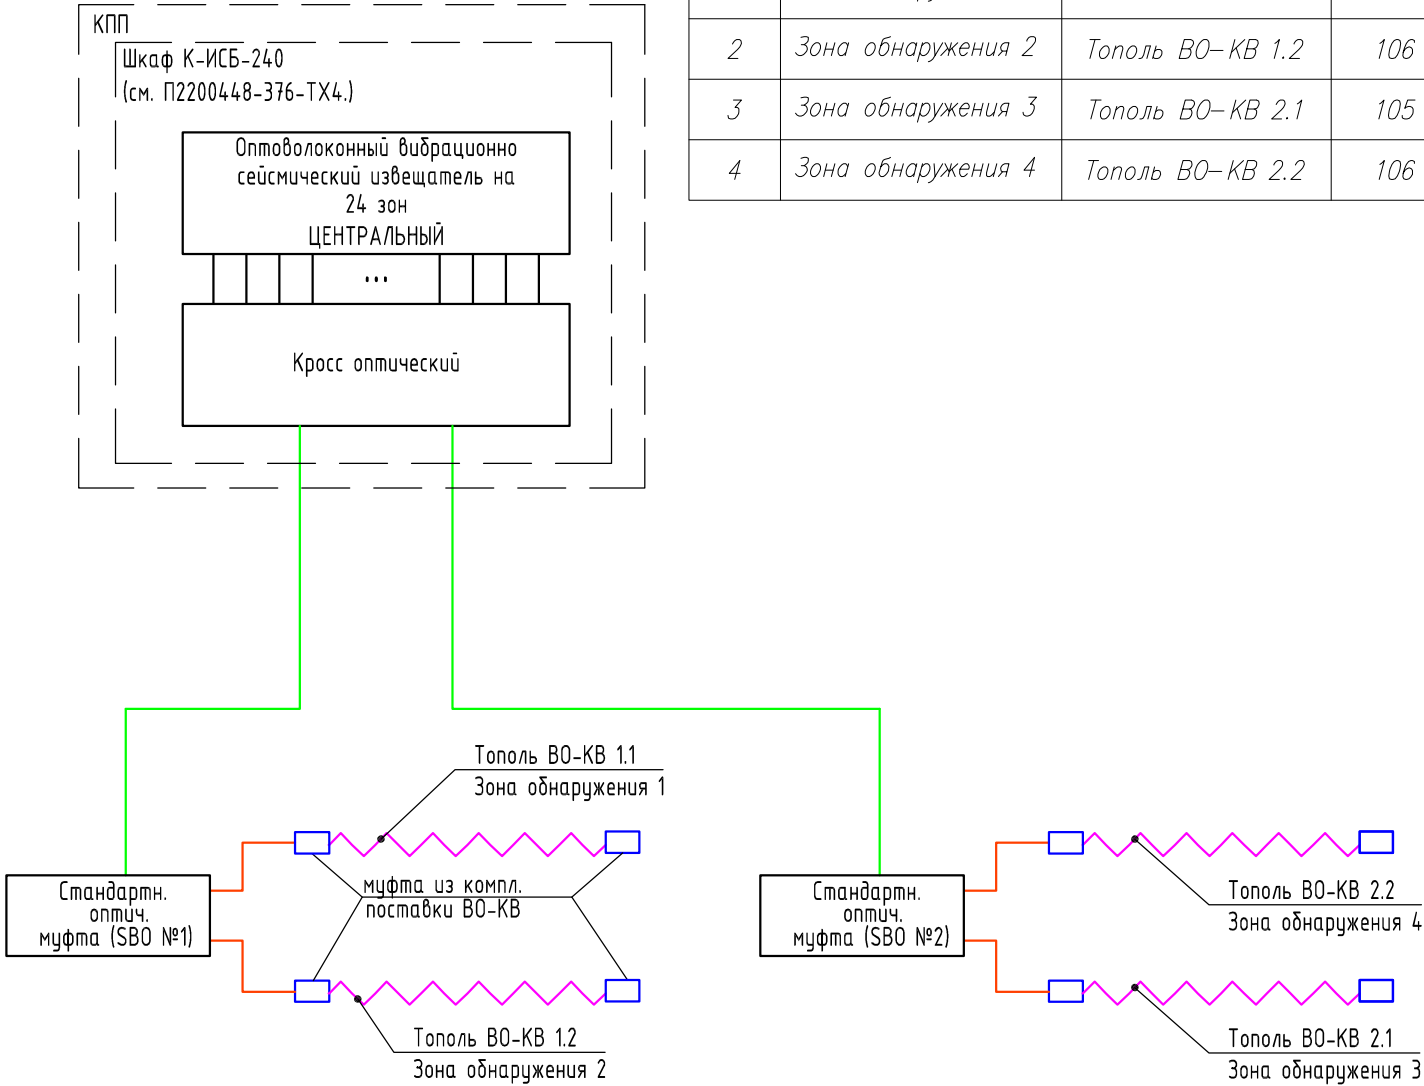 КПП
Шкаф К-ИСБ-240
(см. П2200448-376-ТХ4.)
Оптоволоконный вибрационно
сейсмический извещатель на
24 зон
ЦЕНТРАЛЬНЫЙ
...
Кросс оптический
2 Зона обнаружения 2 Тополь ВО-КВ 1.2 106
3 Зона обнаружения 3 Тополь ВО-КВ 2.1 105
4 Зона обнаружения 4 Тополь ВО-КВ 2.2 106
Тополь ВО-КВ 1.1
Зона обнаружения 1
Стандартн.
оптич.
муфта (SBO №1)
муфта из компл.
поставки ВО-КВ
Тополь ВО-КВ 1.2
Зона обнаружения 2
Стандартн.
оптич.
муфта (SBO №2)
Тополь ВО-КВ 2.2
Зона обнаружения 4
Тополь ВО-КВ 2.1
Зона обнаружения 3